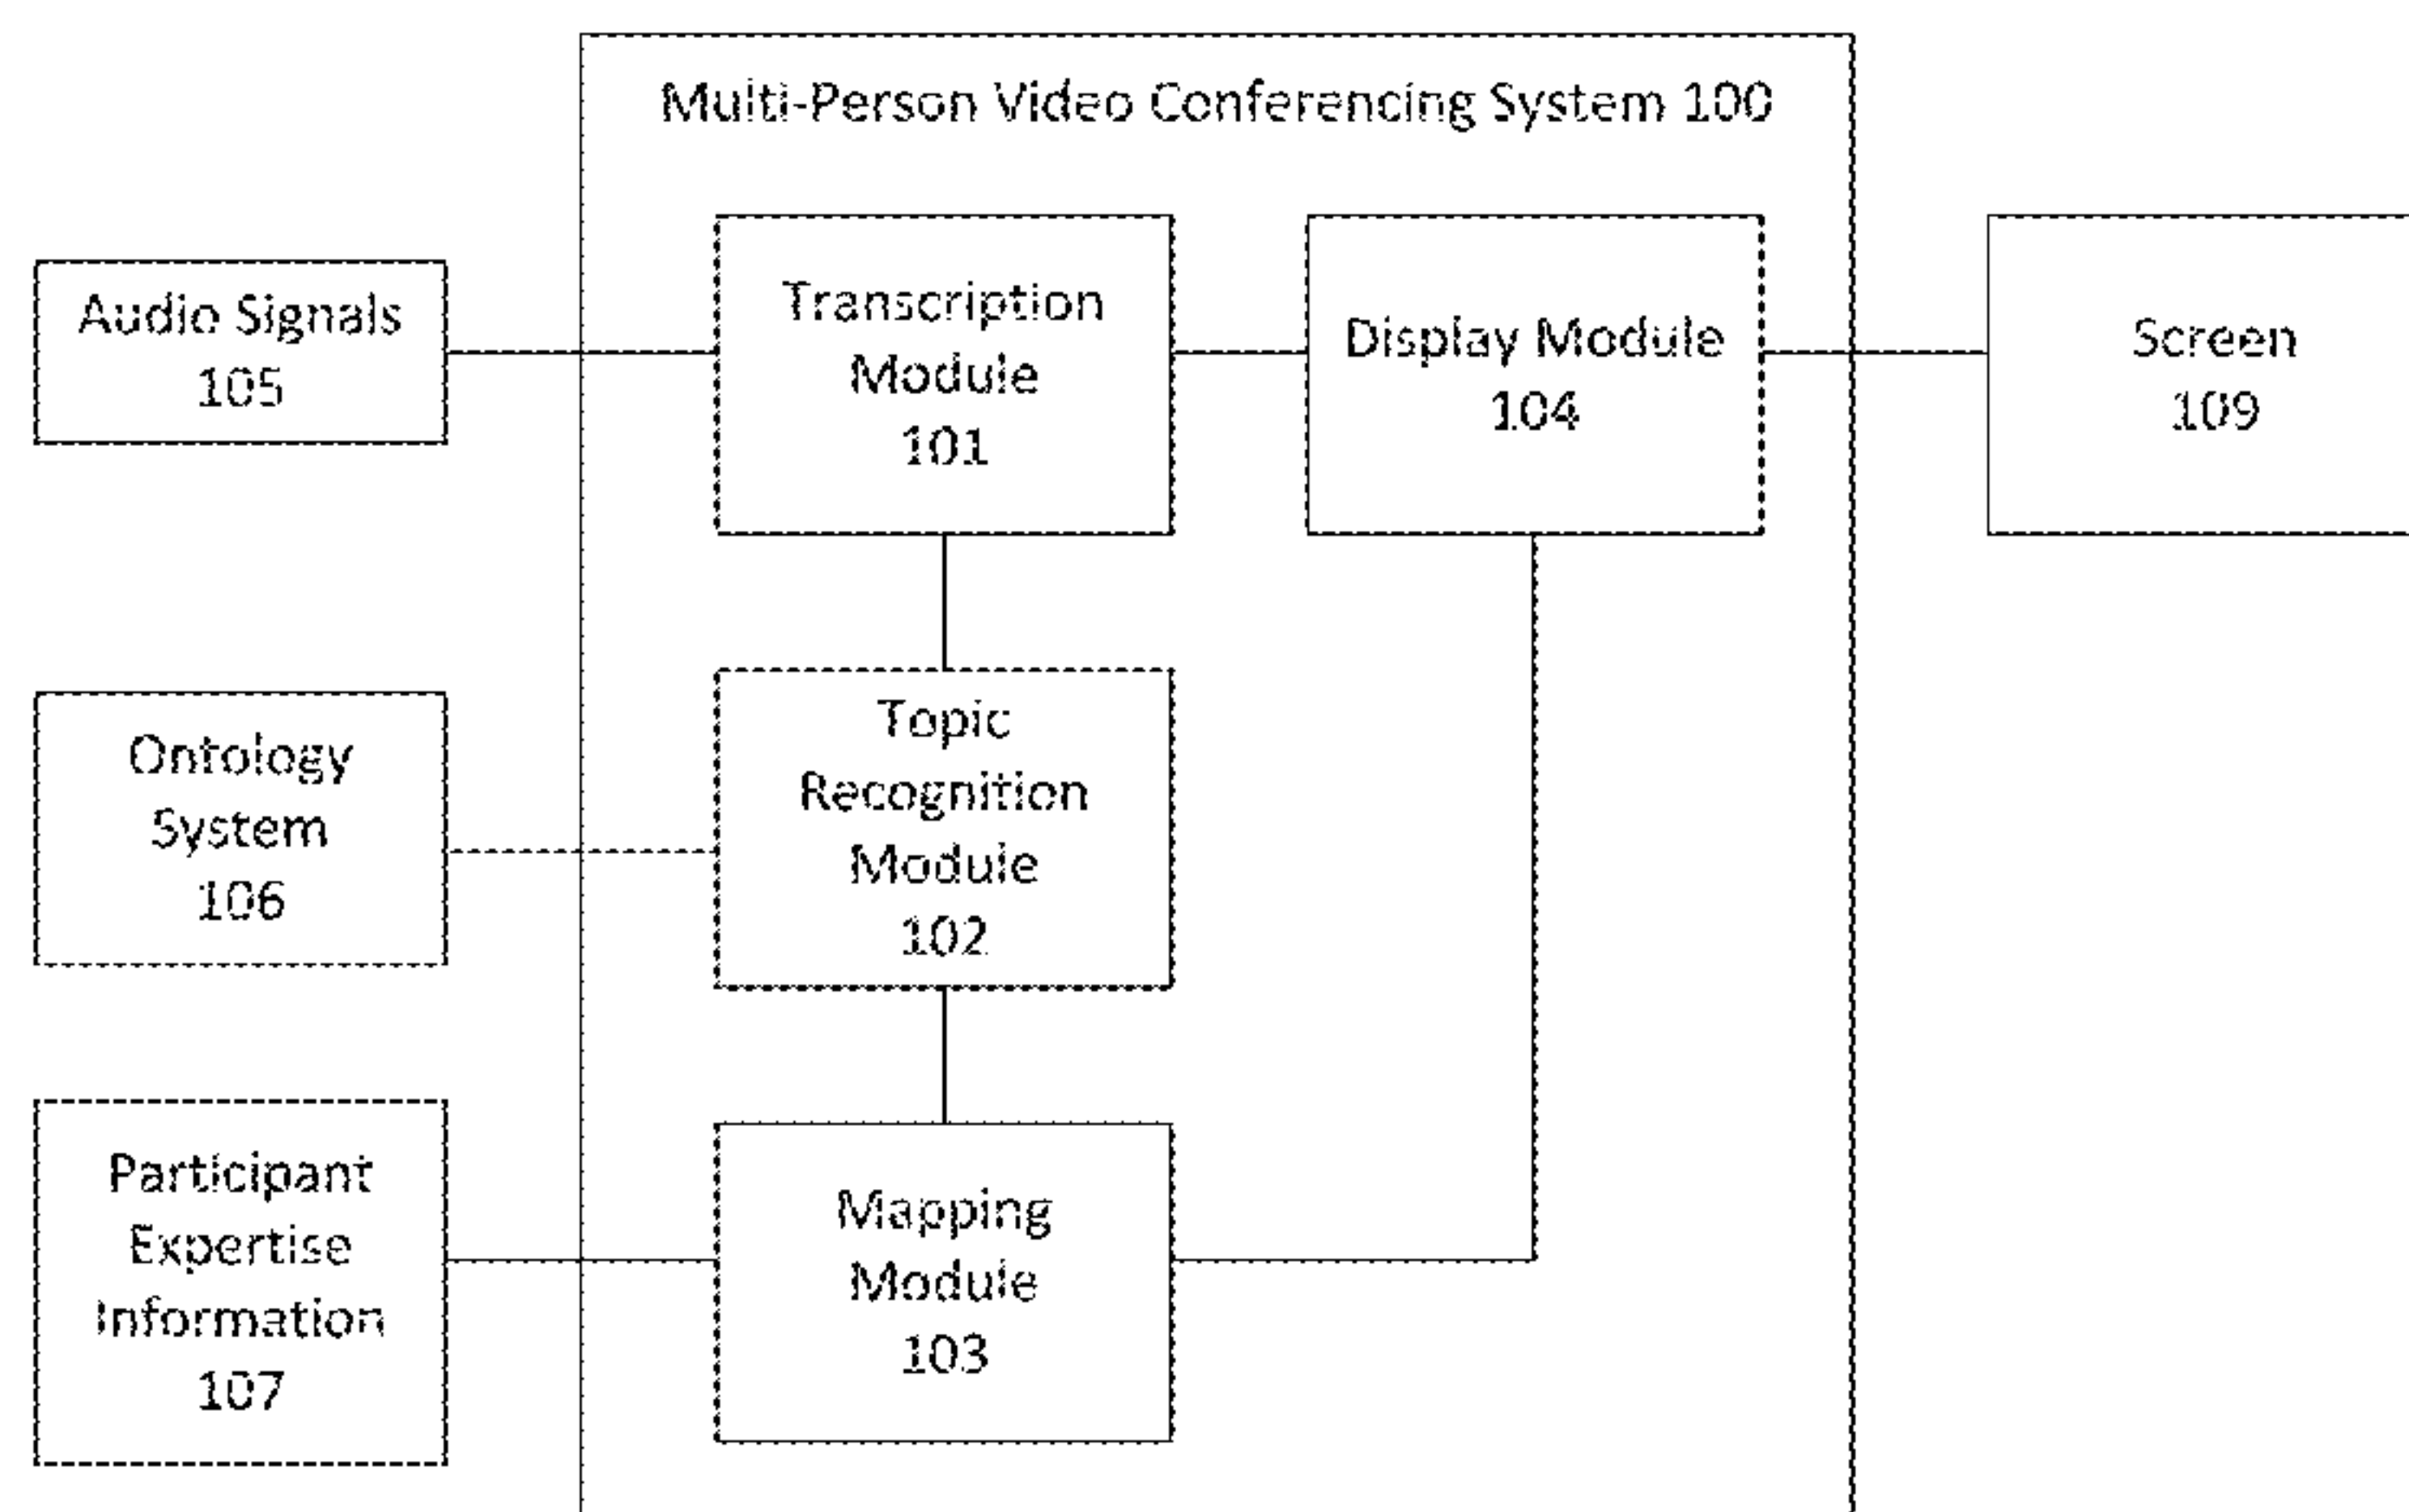 Multi-Person Video Conferencing System 100
Audio Signals
105
Transcription
Module
101
Display Module
104
Screen
109
Ontology
System
106
Topic
Recognition
Module
102
Participant
Expertise
Information
107
Mapping
Module
103